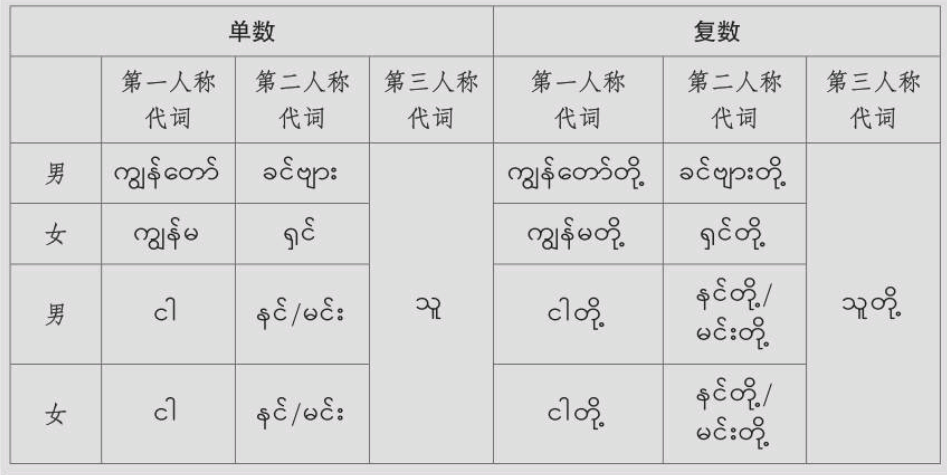 单数 复数
第一人称代词 第二人称代词 第三人称代词 第一人称代词 第二人称代词 第三人称代词
男 ကျွန်တော် ခင်ဗျား ကျွန်တော်တို့ ခင်ဗျားတို့
女 ကျွန်မ ရှင် ကျွန်မတို့ ရှင်တို့
男 ငါ နင်/မင်း သူ ငါတို့ နင်တို့/မင်းတို့ သူတို့
女 ငါ နင်/မင်း ငါတို့ နင်တို့/မင်းတို့